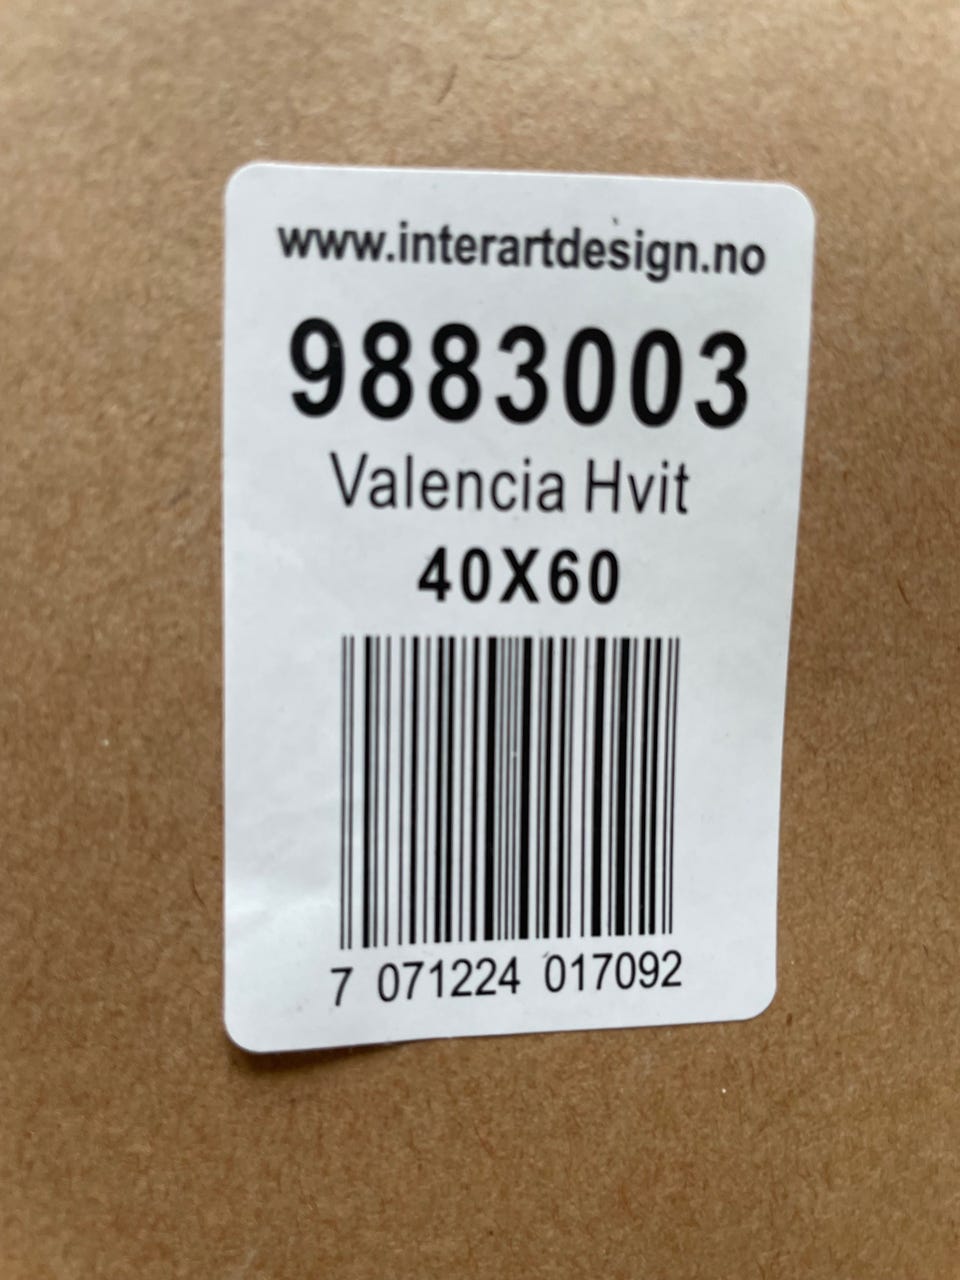 www.interartdesign.no
9883003
Valencia Hvit
40X60
7 071224 017092